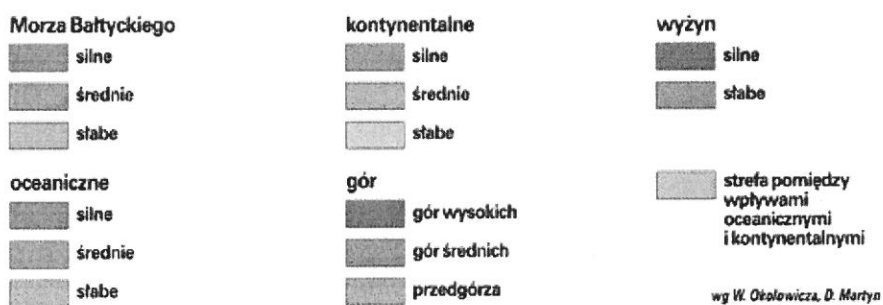 Morza Bałtyckiego
silne
średnie
słabe
oceaniczne
silne
średnie
słabe
kontynentalne
silne
średnie
słabe
gór
gór wysokich
gór średnich
przedgórza
wyżyn
silne
słabe
strefa pomiędzy
wpływami
oceanicznymi
i kontynentalnymi
wg W. Okołowicza, D. Martyn